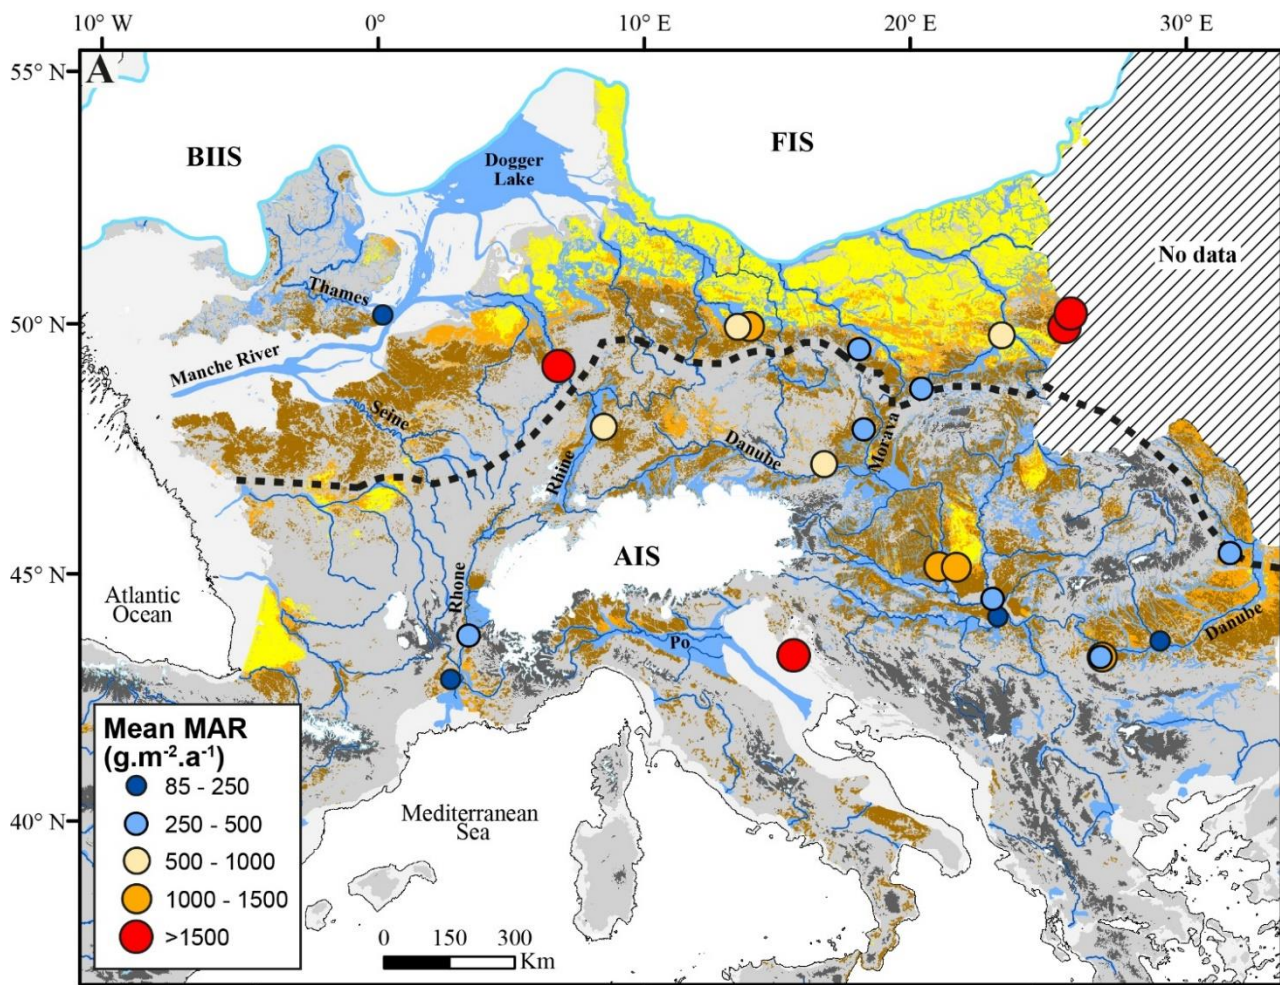 10° W 0° 10° E 20° E 30° E
55° N
A
BIIS
FIS
Dogger
Lake
No data
Thames
50° N
Manche River
Seine
Rhine
Danube
Morava
AIS
45° N
Atlantic
Ocean
Rhone
Po
Danube
Mean MAR
(g.m⁻².a⁻¹)
85 - 250
250 - 500
500 - 1000
1000 - 1500
>1500
40° N
Mediterranean
Sea
0 150 300
Km